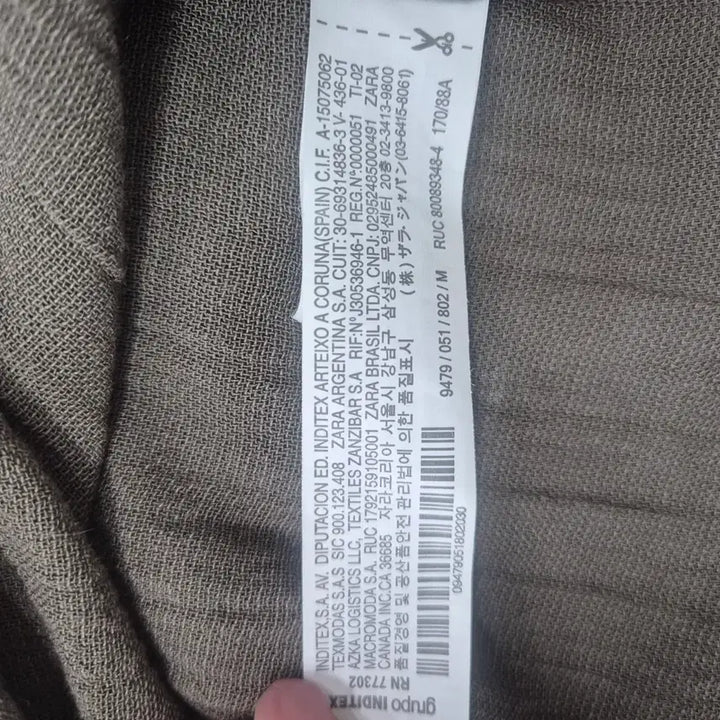 INDITEX,S.A. AV. DIPUTACION ED. INDITEX ARTEIXO A CORUNA(SPAIN) C.I.F. A-15075062
TEXMODAS S.A.S SIC 900.123.408 ZARA ARGENTINA S.A. CUIT: 30-69314836-3 V- 436-01
AZKA LOGISTICS LLC, TEXTILES ZANZIBAR S.A RIF:NºJ30536946-1 REG.Nº:0000051 TI-02
MACROMODA S.A. RUC 1792159105001 ZARA BRASIL LTDA. CNPJ: 02952485000491 ZARA
CANADA INC.CA 36685 자라코리아 서울시 강남구 삼성동 무역센터 20층 02-3413-9800
품질경영 및 공산품안전 관리법에 의한 품질표시 (株) ザラ・ジャパン(03-6415-8061)
RN 77302
grupo INDITEX
9479 / 051 / 802 / M RUC 80089348-4 170/88A
09479051802030